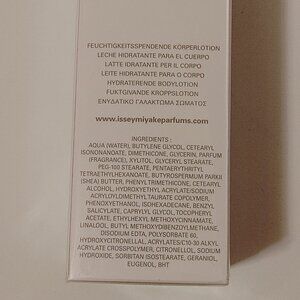 FEUCHTIGKEITSSPENDENDE KÖRPERLOTION
LECHE HIDRATANTE PARA EL CUERPO
LATTE IDRATANTE PER IL CORPO
LEITE HIDRATANTE PARA O CORPO
HYDRATERENDE BODYLOTION
FUKTGIVANDE KROPPSLOTION
ΕΝΥΔΑΤΙΚΟ ΓΑΛΑΚΤΩΜΑ ΣΩΜΑΤΟΣ
www.isseymiyakeparfums.com
INGREDIENTS :
AQUA (WATER), BUTYLENE GLYCOL, CETEARYL
ISONONANOATE, DIMETHICONE, GLYCERIN, PARFUM
(FRAGRANCE), XYLITOL, GLYCERYL STEARATE,
PEG-100 STEARATE, PENTAERYTHRITYL
TETRAETHYLHEXANOATE, BUTYROSPERMUM PARKII
(SHEA) BUTTER, PHENYLTRIMETHICONE, CETEARYL
ALCOHOL, HYDROXYETHYL ACRYLATE/SODIUM
ACRYLOYLDIMETHYL TAURATE COPOLYMER,
PHENOXYETHANOL, ISOHEXADECANE, BENZYL
SALICYLATE, CAPRYLYL GLYCOL, TOCOPHERYL
ACETATE, ETHYLHEXYL METHOXYCINNAMATE,
LINALOOL, BUTYL METHOXYDIBENZOYLMETHANE,
DISODIUM EDTA, POLYSORBATE 60,
HYDROXYCITRONELLAL, ACRYLATES/C10-30 ALKYL
ACRYLATE CROSSPOLYMER, CITRONELLOL, SODIUM
HYDROXIDE, SORBITAN ISOSTEARATE, GERANIOL,
EUGENOL, BHT